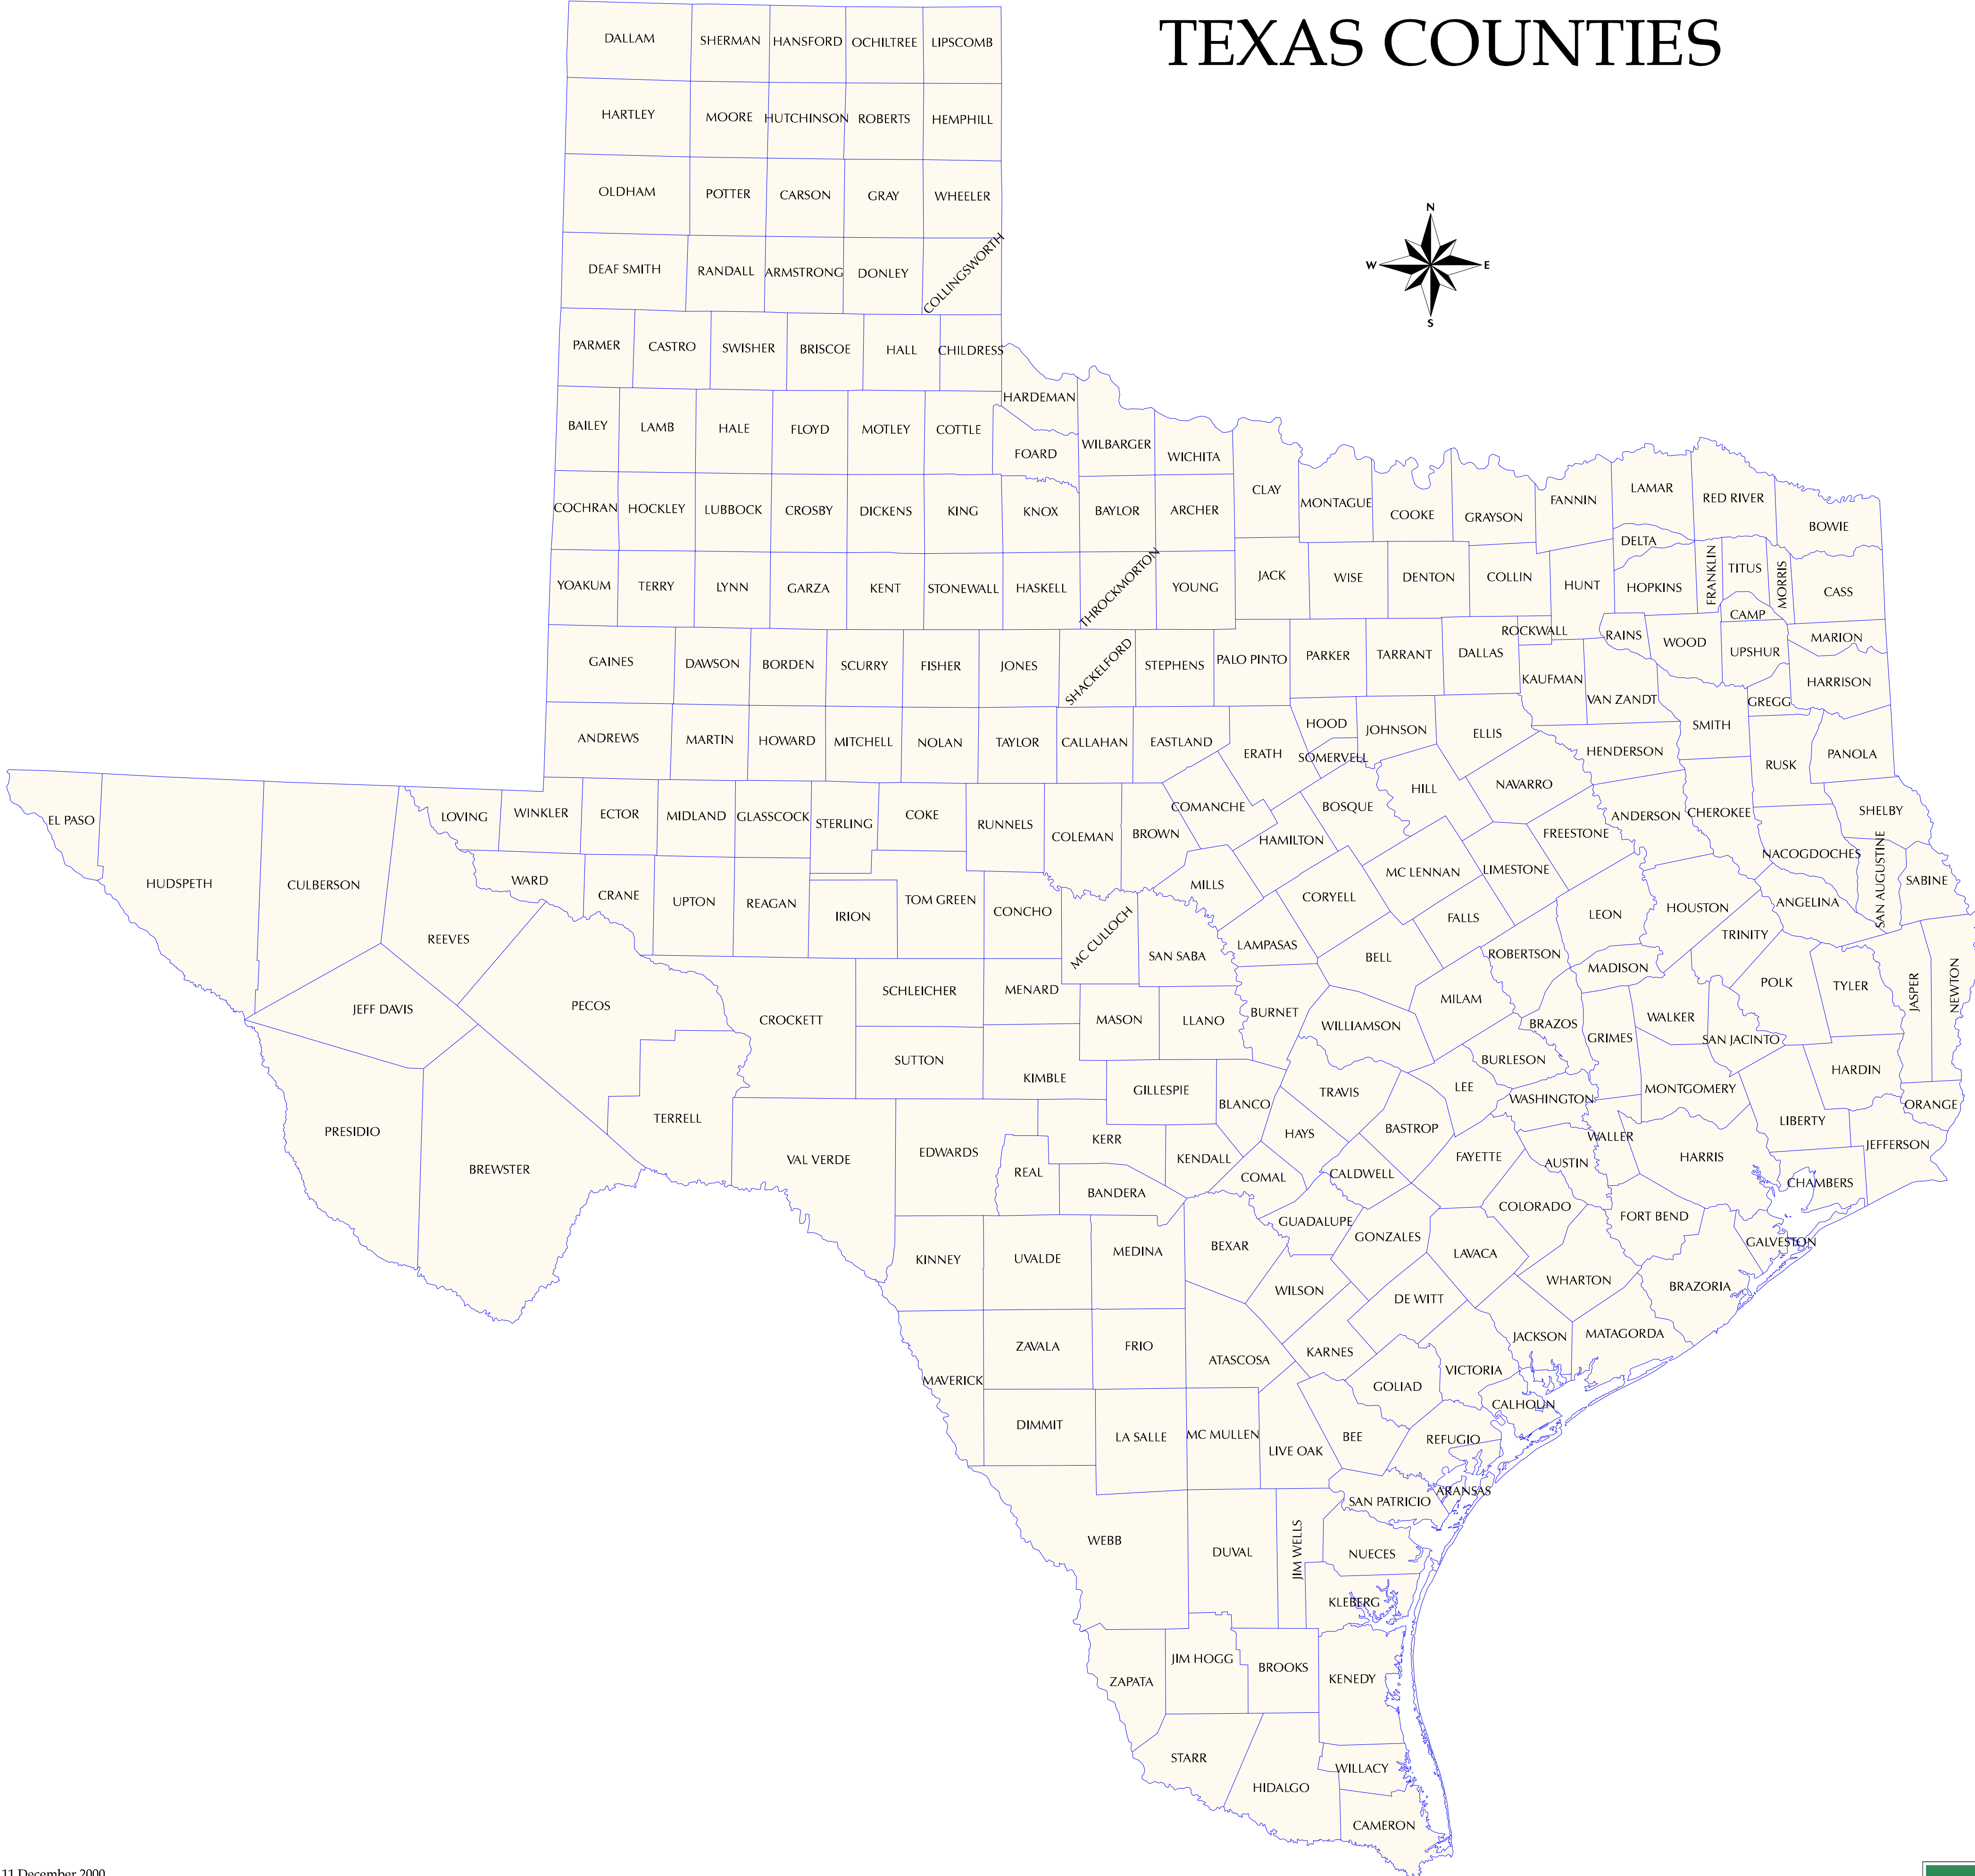 TEXAS COUNTIES
DALLAM SHERMAN HANSFORD OCHILTREE LIPSCOMB
HARTLEY MOORE HUTCHINSON ROBERTS HEMPHILL
OLDHAM POTTER CARSON GRAY WHEELER
N
W E
S
DEAF SMITH RANDALL ARMSTRONG DONLEY COLLINGSWORTH
PARMER CASTRO SWISHER BRISCOE HALL CHILDRESS
HARDEMAN
BAILEY LAMB HALE FLOYD MOTLEY COTTLE FOARD WILBARGER WICHITA
CLAY MONTAGUE COOKE GRAYSON FANNIN LAMAR RED RIVER BOWIE
COCHRAN HOCKLEY LUBBOCK CROSBY DICKENS KING KNOX BAYLOR ARCHER
DELTA
YOAKUM TERRY LYNN GARZA KENT STONEWALL HASKELL THROCKMORTON YOUNG JACK WISE DENTON COLLIN HUNT HOPKINS FRANKLIN TITUS MORRIS CASS
CAMP
ROCKWALL RAINS WOOD UPSHUR MARION
GAINES DAWSON BORDEN SCURRY FISHER JONES SHACKELFORD STEPHENS PALO PINTO PARKER TARRANT DALLAS KAUFMAN VAN ZANDT GREGG HARRISON
ANDREWS MARTIN HOWARD MITCHELL NOLAN TAYLOR CALLAHAN EASTLAND ERATH HOOD SOMERVELL JOHNSON ELLIS HENDERSON SMITH RUSK PANOLA
EL PASO LOVING WINKLER ECTOR MIDLAND GLASSCOCK STERLING COKE RUNNELS COLEMAN BROWN COMANCHE HAMILTON BOSQUE HILL NAVARRO FREESTONE ANDERSON CHEROKEE SHELBY
HUDSPETH CULBERSON REEVES WARD CRANE UPTON REAGAN IRION TOM GREEN CONCHO MC CULLOCH SAN SABA MILLS LAMPASAS CORYELL MC LENNAN LIMESTONE FALLS LEON HOUSTON NACOGDOCHES ANGELINA SAN AUGUSTINE SABINE
TRINITY
BELL ROBERTSON MADISON
JEFF DAVIS PECOS CROCKETT SCHLEICHER MENARD MASON LLANO BURNET WILLIAMSON MILAM BRAZOS GRIMES WALKER SAN JACINTO POLK TYLER JASPER NEWTON
SUTTON KIMBLE GILLESPIE BLANCO TRAVIS LEE BURLESON WASHINGTON MONTGOMERY LIBERTY HARDIN ORANGE
PRESIDIO BREWSTER TERRELL VAL VERDE EDWARDS REAL KERR BANDERA KENDALL COMAL HAYS CALDWELL BASTROP FAYETTE AUSTIN WALLER HARRIS CHAMBERS JEFFERSON
KINNEY UVALDE MEDINA BEXAR GUADALUPE GONZALES LAVACA COLORADO FORT BEND GALVESTON
WILSON DE WITT WHARTON BRAZORIA
MAVERICK ZAVALA FRIO ATASCOSA KARNES GOLIAD VICTORIA JACKSON MATAGORDA
CALHOUN
DIMMIT LA SALLE MC MULLEN LIVE OAK BEE REFUGIO
ARANSAS
SAN PATRICIO
WEBB DUVAL JIM WELLS NUECES
KLEBERG
ZAPATA JIM HOGG BROOKS KENEDY
STARR HIDALGO WILLACY
CAMERON
11 December 2000